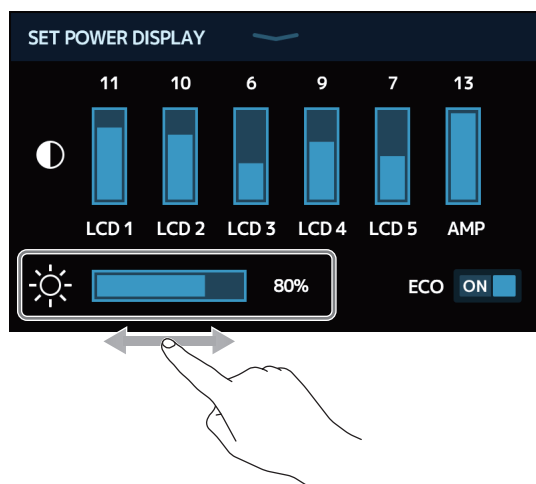 SET POWER DISPLAY
11 10 6 9 7 13
LCD 1 LCD 2 LCD 3 LCD 4 LCD 5 AMP
80% ECO ON